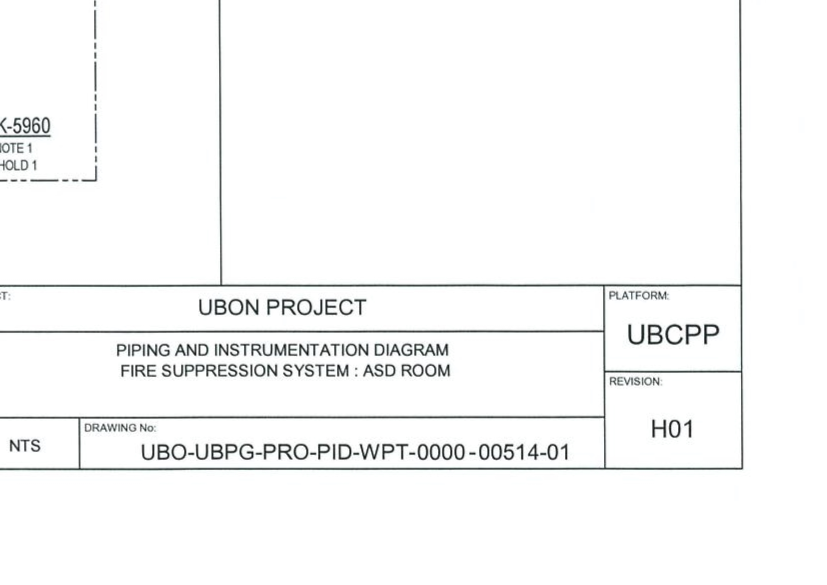 K-5960
NOTE 1
HOLD 1
UBON PROJECT
PLATFORM:
UBCPP
PIPING AND INSTRUMENTATION DIAGRAM
FIRE SUPPRESSION SYSTEM : ASD ROOM
REVISION:
H01
NTS
DRAWING No:
UBO-UBPG-PRO-PID-WPT-0000-00514-01